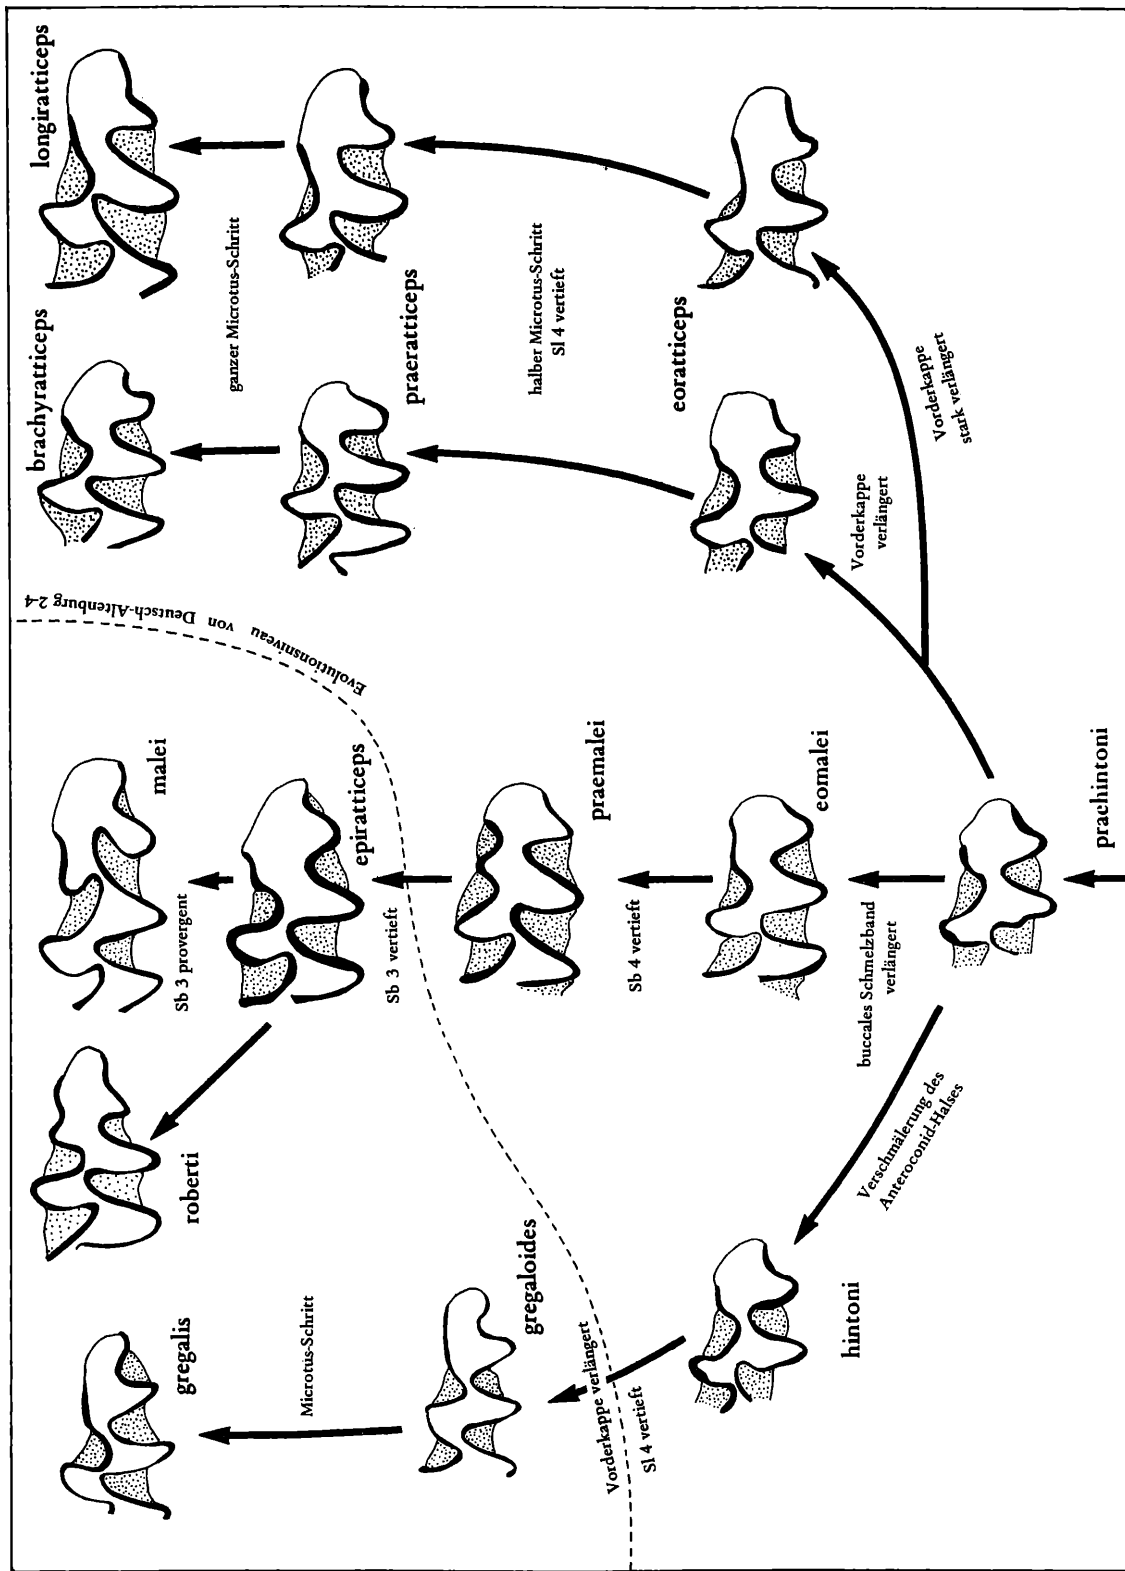 longiratticeps
brachyratticeps
ganzer Microtus-Schritt
praeratticeps
halber Microtus-Schritt
Sl 4 vertieft
eoratticeps
Vorderkappe
stark verlängert
Vorderkappe
verlängert
Evolutionsniveau von Deutsch-Altenburg 2-4
malei
Sb 3 provergent
epiratticeps
Sb 3 vertieft
praemalei
Sb 4 vertieft
eomalei
buccales Schmelzband
verlängert
prachintoni
roberti
gregalis
Microtus-Schritt
gregaloides
Vorderkappe verlängert
Sl 4 vertieft
hintoni
Verschmälerung des
Anteroconid-Halses